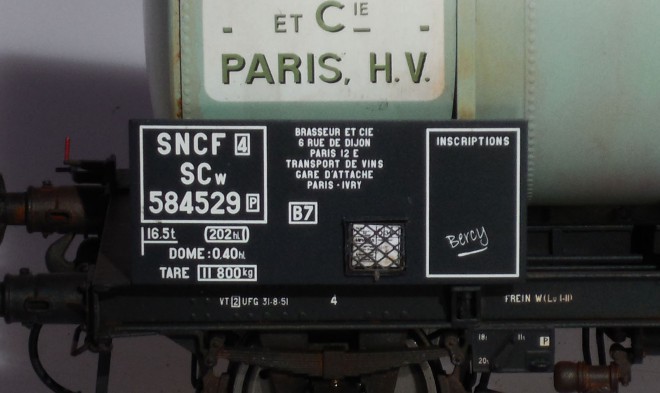 - ET CIE -
PARIS, H.V.
SNCF 4
SCW
584529 P
16.5t 202hl
DOME: 0.40h
TARE 11 800kg
BRASSEUR ET CIE
6 RUE DE DIJON
PARIS 12 E
TRANSPORT DE VINS
GARE D'ATTACHE
PARIS - IVRY
B7
INSCRIPTIONS
Bercy
VT 2 UFG 31-8-51
4
FREIN W
P
20t